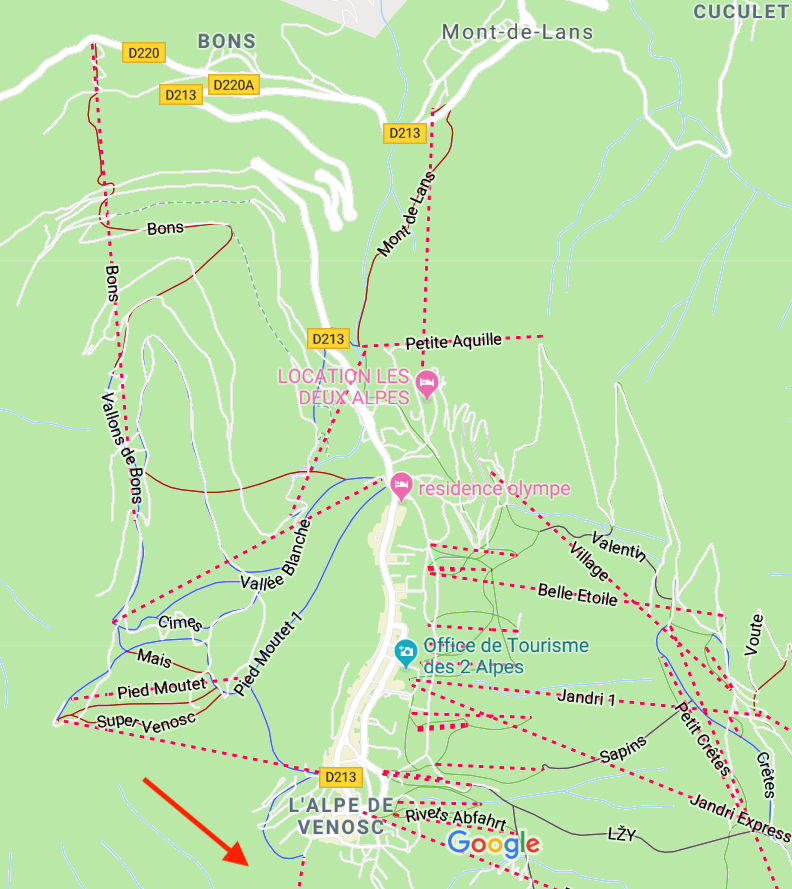 CUCULET
Mont-de-Lans
BONS
D220
D220A
D213
D213
Mont-de-Lans
Bons
Bons
D213
Petite Aquille
LOCATION LES
DEUX ALPES
Vallons de Bons
residence olympe
Valentin
Village
Vallée Blanche
Belle Etoile
Cimes
Voute
Office de Tourisme
des 2 Alpes
Mais
Pied Moutet 1
Pied Moutet
Jandri 1
Super Venosc
Petit Crêtes
Sapins
Crêtes
D213
L'ALPE DE
VENOSC
Rivets Abfahrt
Jandri Express
LŽY
Google